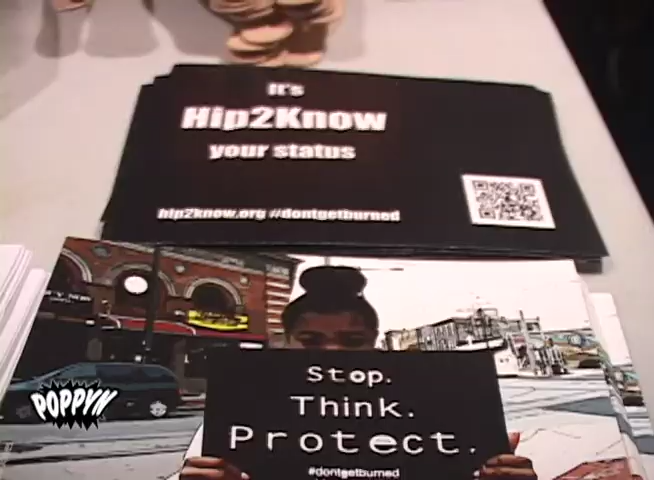 It's
Hip2Know
your status
hip2know.org #dontgetburned
POPPYN
Stop.
Think.
Protect.
#dontgetburned